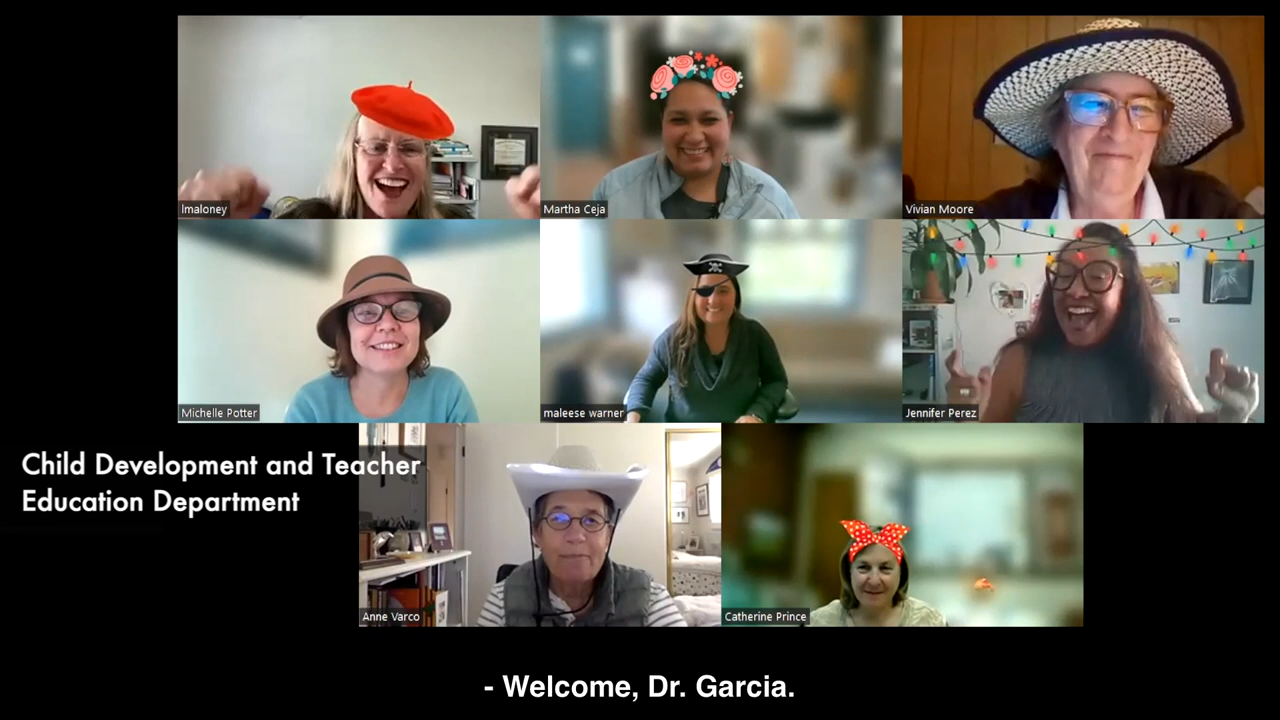 lmaloney
Martha Ceja
Vivian Moore
Michelle Potter
maleese warner
Jennifer Perez
Child Development and Teacher
Education Department
Anne Varco
Catherine Prince
- Welcome, Dr. Garcia.